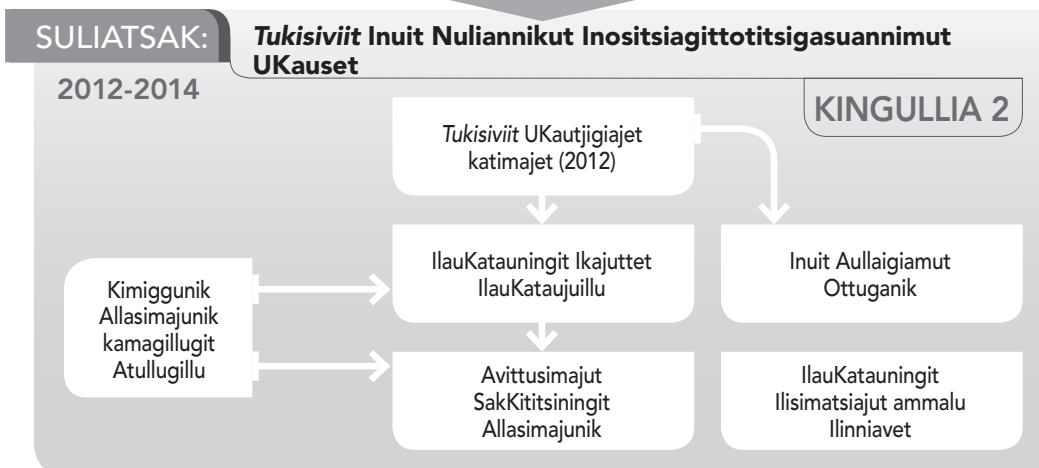 SULIATSAK:
Tukisiviit Inuit Nuliannikut Inositsiagittotitsigasuannimut
UKauset
2012-2014
KINGULLIA 2
Tukisiviit UKautjigiajet
katimajet (2012)
IlauKatauningit Ikajuttet
IlauKataujuillu
Inuit Aullaigiamut
Ottuganik
Kimiggunik
Allasimajunik
kamagillugit
Atullugillu
Avittusimajut
SakKititsiningit
Allasimajunik
IlauKatauningit
Ilisimatsiajut ammalu
Ilinniavet